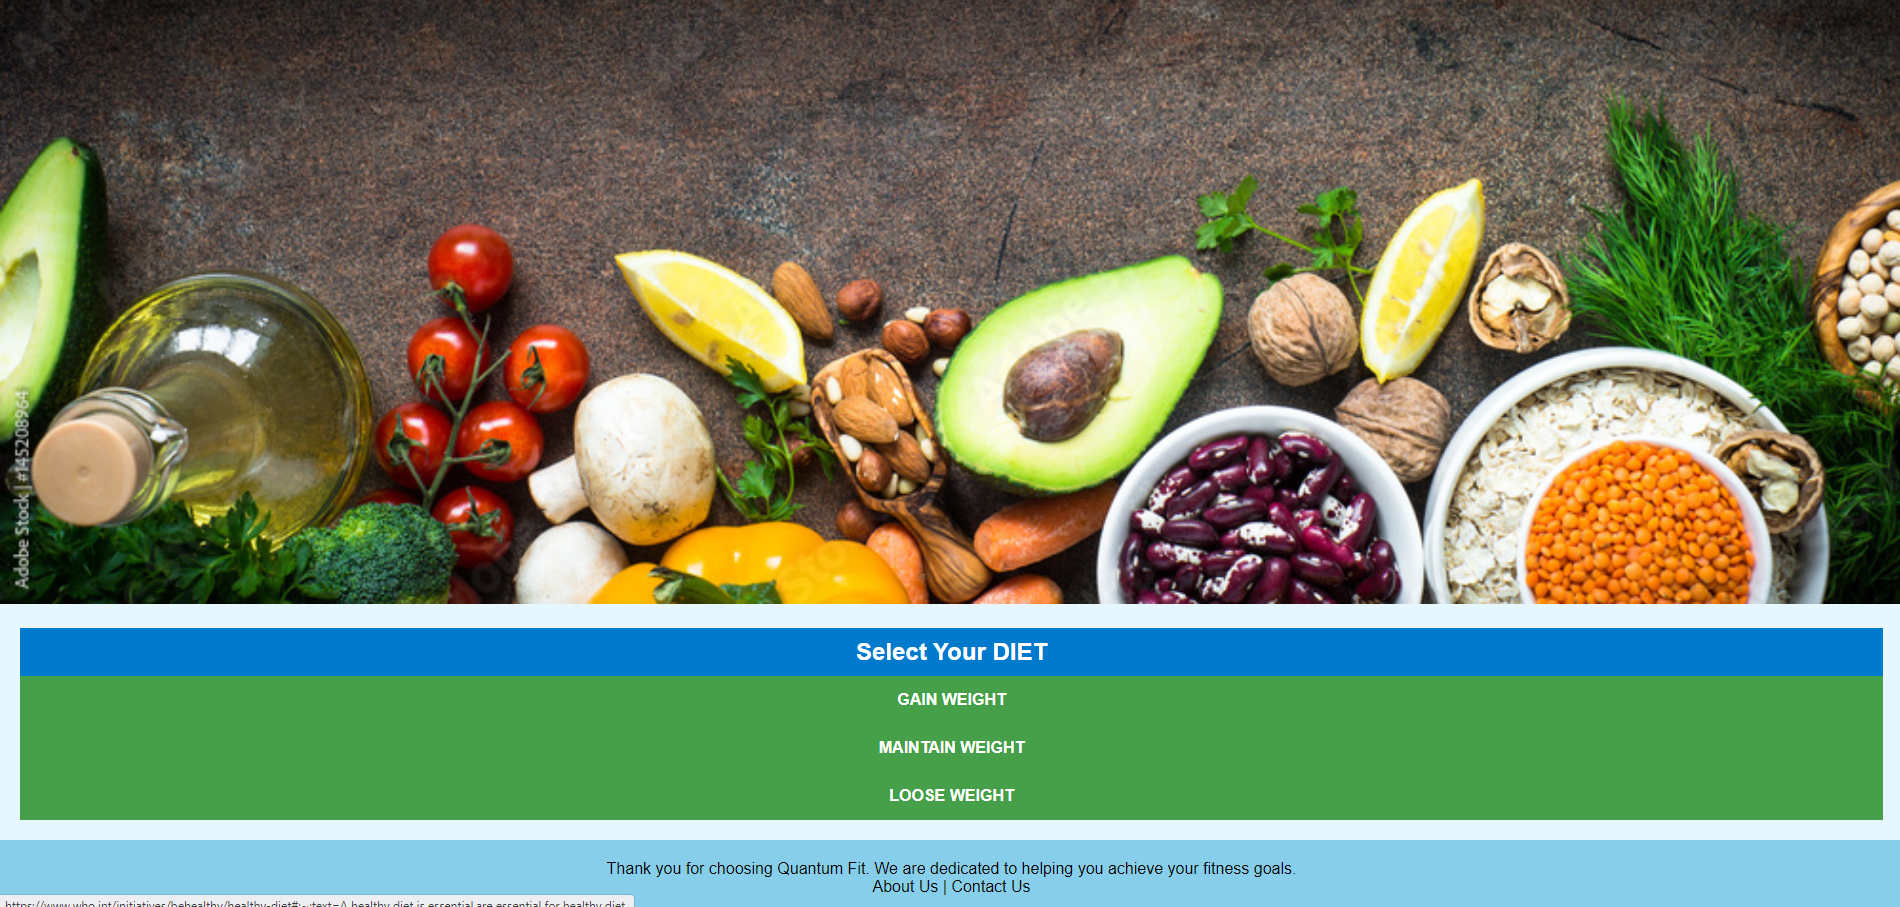 Adobe Stock | #145208964
Select Your DIET
GAIN WEIGHT
MAINTAIN WEIGHT
LOOSE WEIGHT
Thank you for choosing Quantum Fit. We are dedicated to helping you achieve your fitness goals.
About Us | Contact Us
https://www.who.int/initiatives/behealthy/healthy-diet#:~:text=A healthy diet is essential,are essential for healthy diet